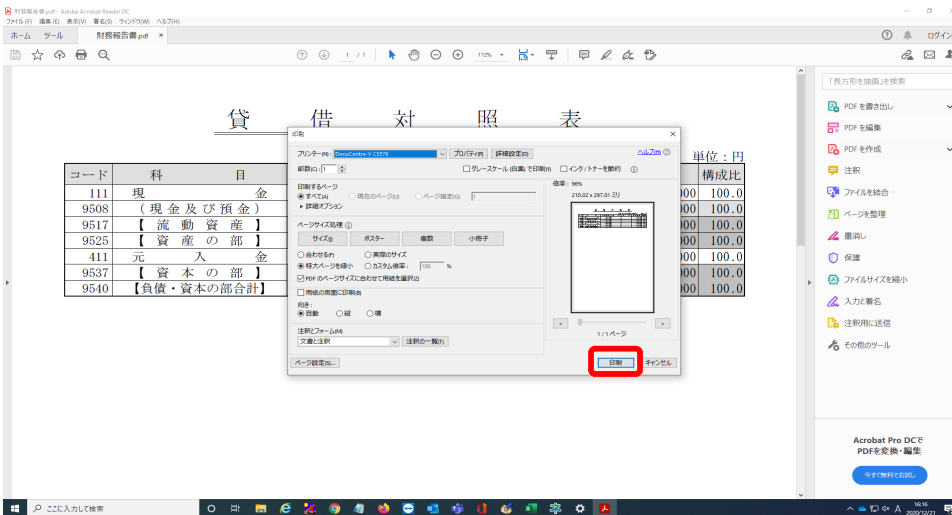 財務報告書.pdf - Adobe Acrobat Reader DC
ファイル(F) 編集(E) 表示(V) 署名(S) ウィンドウ(W) ヘルプ(H)
ホーム ツール 財務報告書.pdf × ログイン
1 / 1 172%
「長方形を描画」を検索
PDF を書き出し
PDF を編集
PDF を作成
注釈
ファイルを結合
ページを整理
墨消し
保護
ファイルサイズを縮小
入力と署名
注釈用に送信
その他のツール
Acrobat Pro DCで
PDFを変換・編集
今すぐ無料でお試し
貸 借 対 照 表
単位：円
コード 科 目 構成比
111 現 金 000 100.0
9508 (現金及び預金) 000 100.0
9517 【 流 動 資 産 】 000 100.0
9525 【 資 産 の 部 】 000 100.0
411 元 入 金 000 100.0
9537 【 資 本 の 部 】 000 100.0
9540 【負債・資本の部合計】 000 100.0
印刷 ×
プリンター(N): DocuCentre-V C5576 プロパティ(P) 詳細設定(D) ヘルプ(H)
部数(C): 1 グレースケール (白黒) で印刷(Y) インク/トナーを節約
印刷するページ
すべて(A) 現在のページ(U) ページ指定(G) 1
詳細オプション
ページサイズ処理
サイズ(I) ポスター 複数 小冊子
合わせる(F) 実際のサイズ
特大ページを縮小 カスタム倍率: 100 %
PDF のページサイズに合わせて用紙を選択(Z)
用紙の両面に印刷(B)
向き:
自動 縦 横
注釈とフォーム(M)
文書と注釈 注釈の一覧(T)
倍率: 96%
210.02 x 297.01 ミリ
< >
1 / 1 ページ
ページ設定(S)... 印刷 キャンセル
ここに入力して検索
A 16:16
2020/12/21